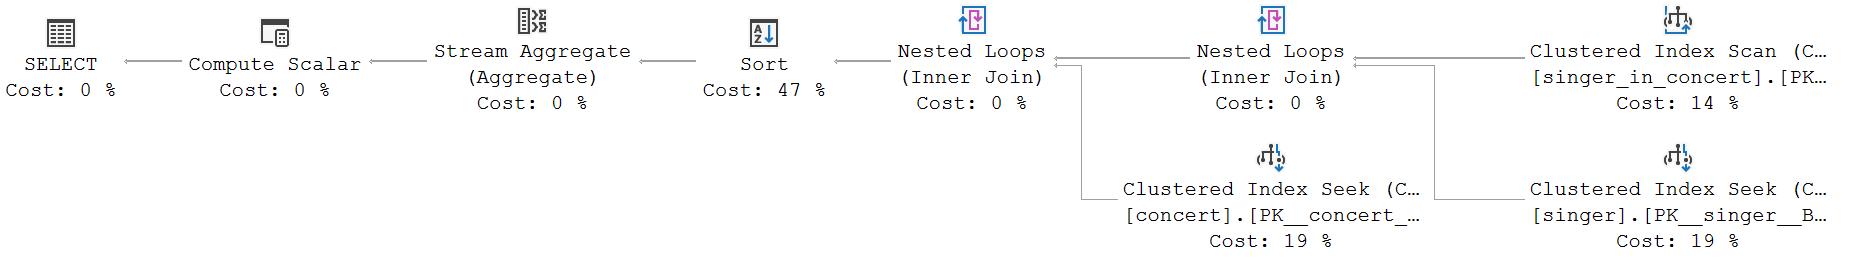 SELECT
Cost: 0 %
Compute Scalar
Cost: 0 %
Stream Aggregate
(Aggregate)
Cost: 0 %
Sort
Cost: 47 %
Nested Loops
(Inner Join)
Cost: 0 %
Nested Loops
(Inner Join)
Cost: 0 %
Clustered Index Scan (C…
[singer_in_concert].[PK…
Cost: 14 %
Clustered Index Seek (C…
[concert].[PK__concert_…
Cost: 19 %
Clustered Index Seek (C…
[singer].[PK__singer__B…
Cost: 19 %